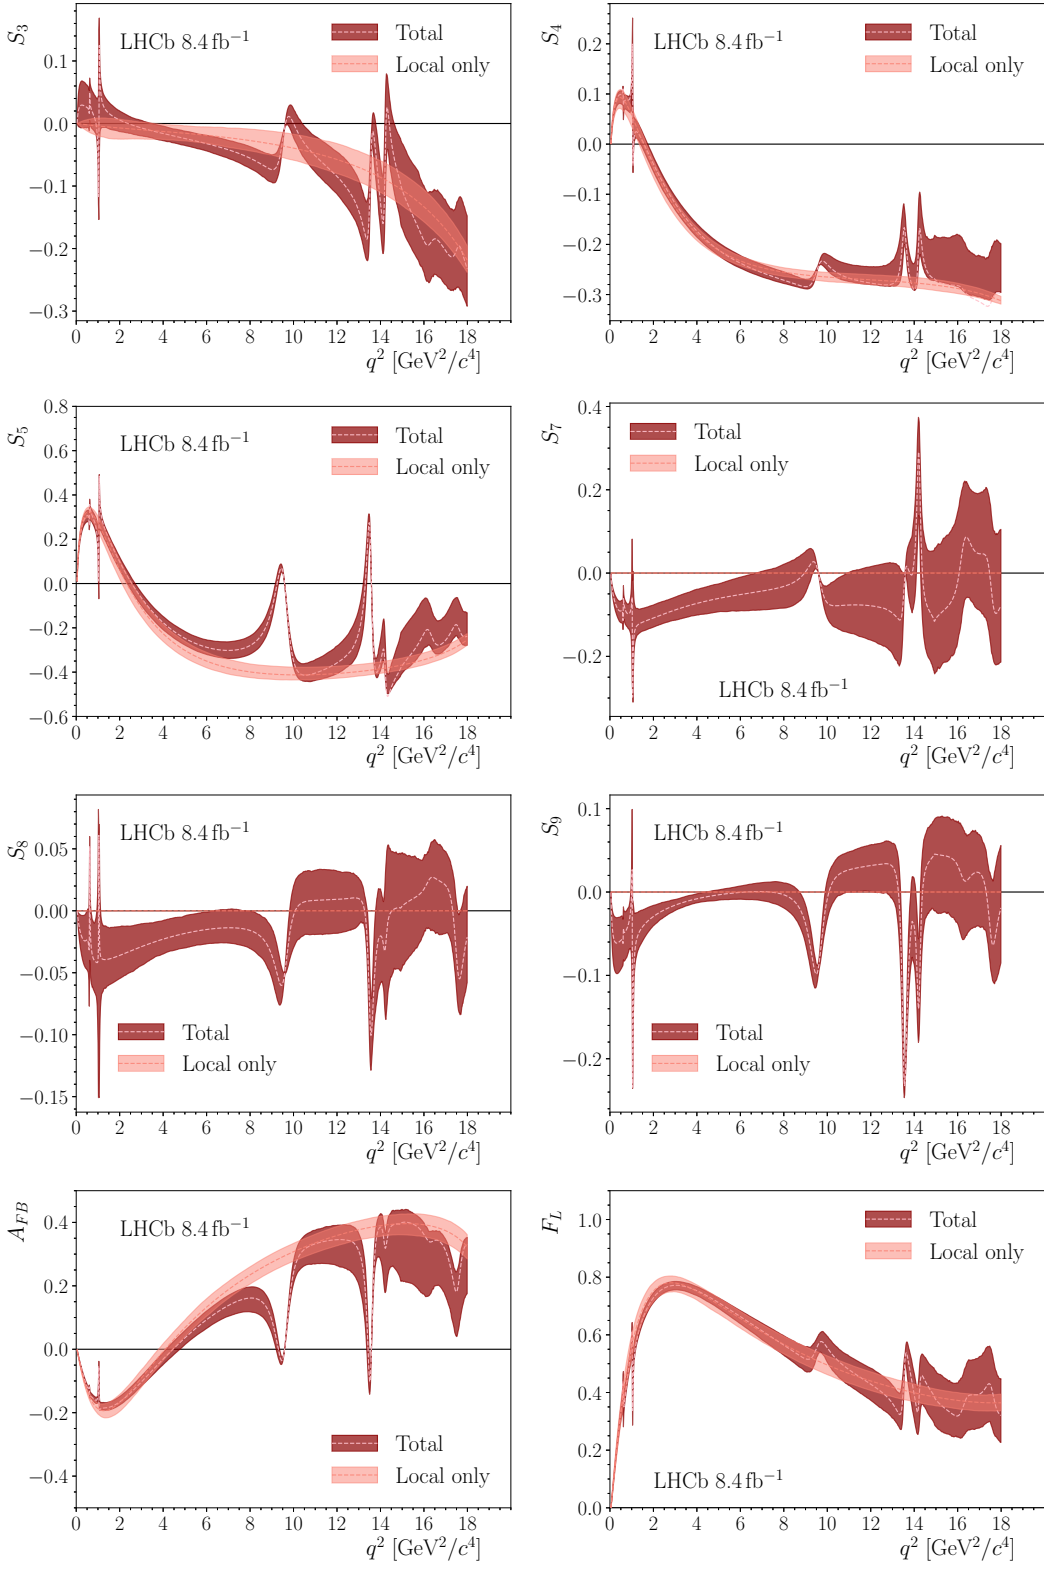 S3
LHCb 8.4 fb−1
Total
Local only
0.1
0.0
−0.1
−0.2
−0.3
0 2 4 6 8 10 12 14 16 18
q2 [GeV2/c4]
S4
LHCb 8.4 fb−1
Total
Local only
0.2
0.1
0.0
−0.1
−0.2
−0.3
0 2 4 6 8 10 12 14 16 18
q2 [GeV2/c4]
S5
LHCb 8.4 fb−1
Total
Local only
0.8
0.6
0.4
0.2
0.0
−0.2
−0.4
−0.6
0 2 4 6 8 10 12 14 16 18
q2 [GeV2/c4]
S7
Total
Local only
LHCb 8.4 fb−1
0.4
0.2
0.0
−0.2
0 2 4 6 8 10 12 14 16 18
q2 [GeV2/c4]
S8
LHCb 8.4 fb−1
Total
Local only
0.05
0.00
−0.05
−0.10
−0.15
0 2 4 6 8 10 12 14 16 18
q2 [GeV2/c4]
S9
LHCb 8.4 fb−1
Total
Local only
0.1
0.0
−0.1
−0.2
0 2 4 6 8 10 12 14 16 18
q2 [GeV2/c4]
AFB
LHCb 8.4 fb−1
Total
Local only
0.4
0.2
0.0
−0.2
−0.4
0 2 4 6 8 10 12 14 16 18
q2 [GeV2/c4]
FL
Total
Local only
LHCb 8.4 fb−1
1.0
0.8
0.6
0.4
0.2
0.0
0 2 4 6 8 10 12 14 16 18
q2 [GeV2/c4]